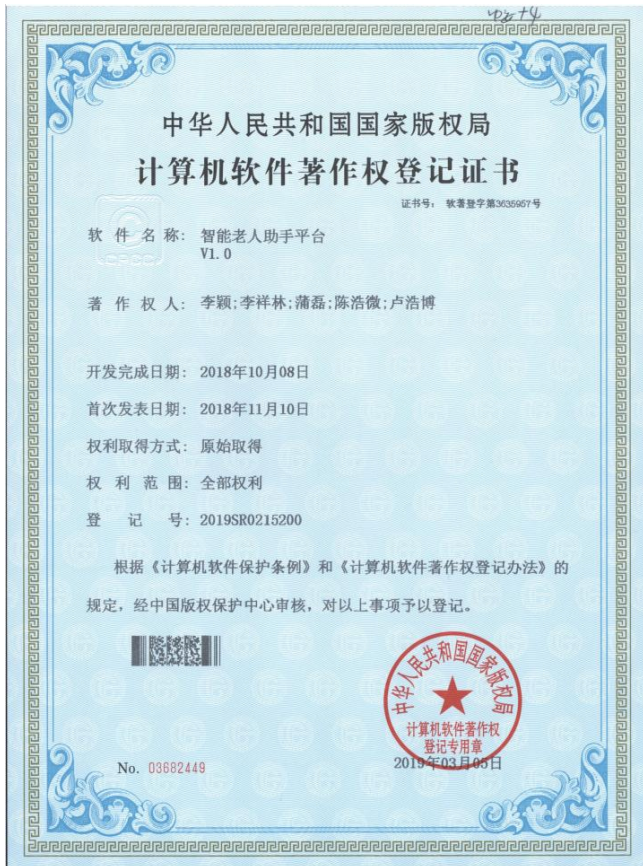 中华人民共和国国家版权局
计算机软件著作权登记证书
证书号： 软著登字第3635957号
CPCC
软件名称： 智能老人助手平台
V1.0
著作权人： 李颖;李祥林;蒲磊;陈浩微;卢浩博
开发完成日期： 2018年10月08日
首次发表日期： 2018年11月10日
权利取得方式： 原始取得
权利范围： 全部权利
登记号： 2019SR0215200
根据《计算机软件保护条例》和《计算机软件著作权登记办法》的
规定，经中国版权保护中心审核，对以上事项予以登记。
中华人民共和国国家版权局
计算机软件著作权
登记专用章
No. 03682449
2019年03月05日